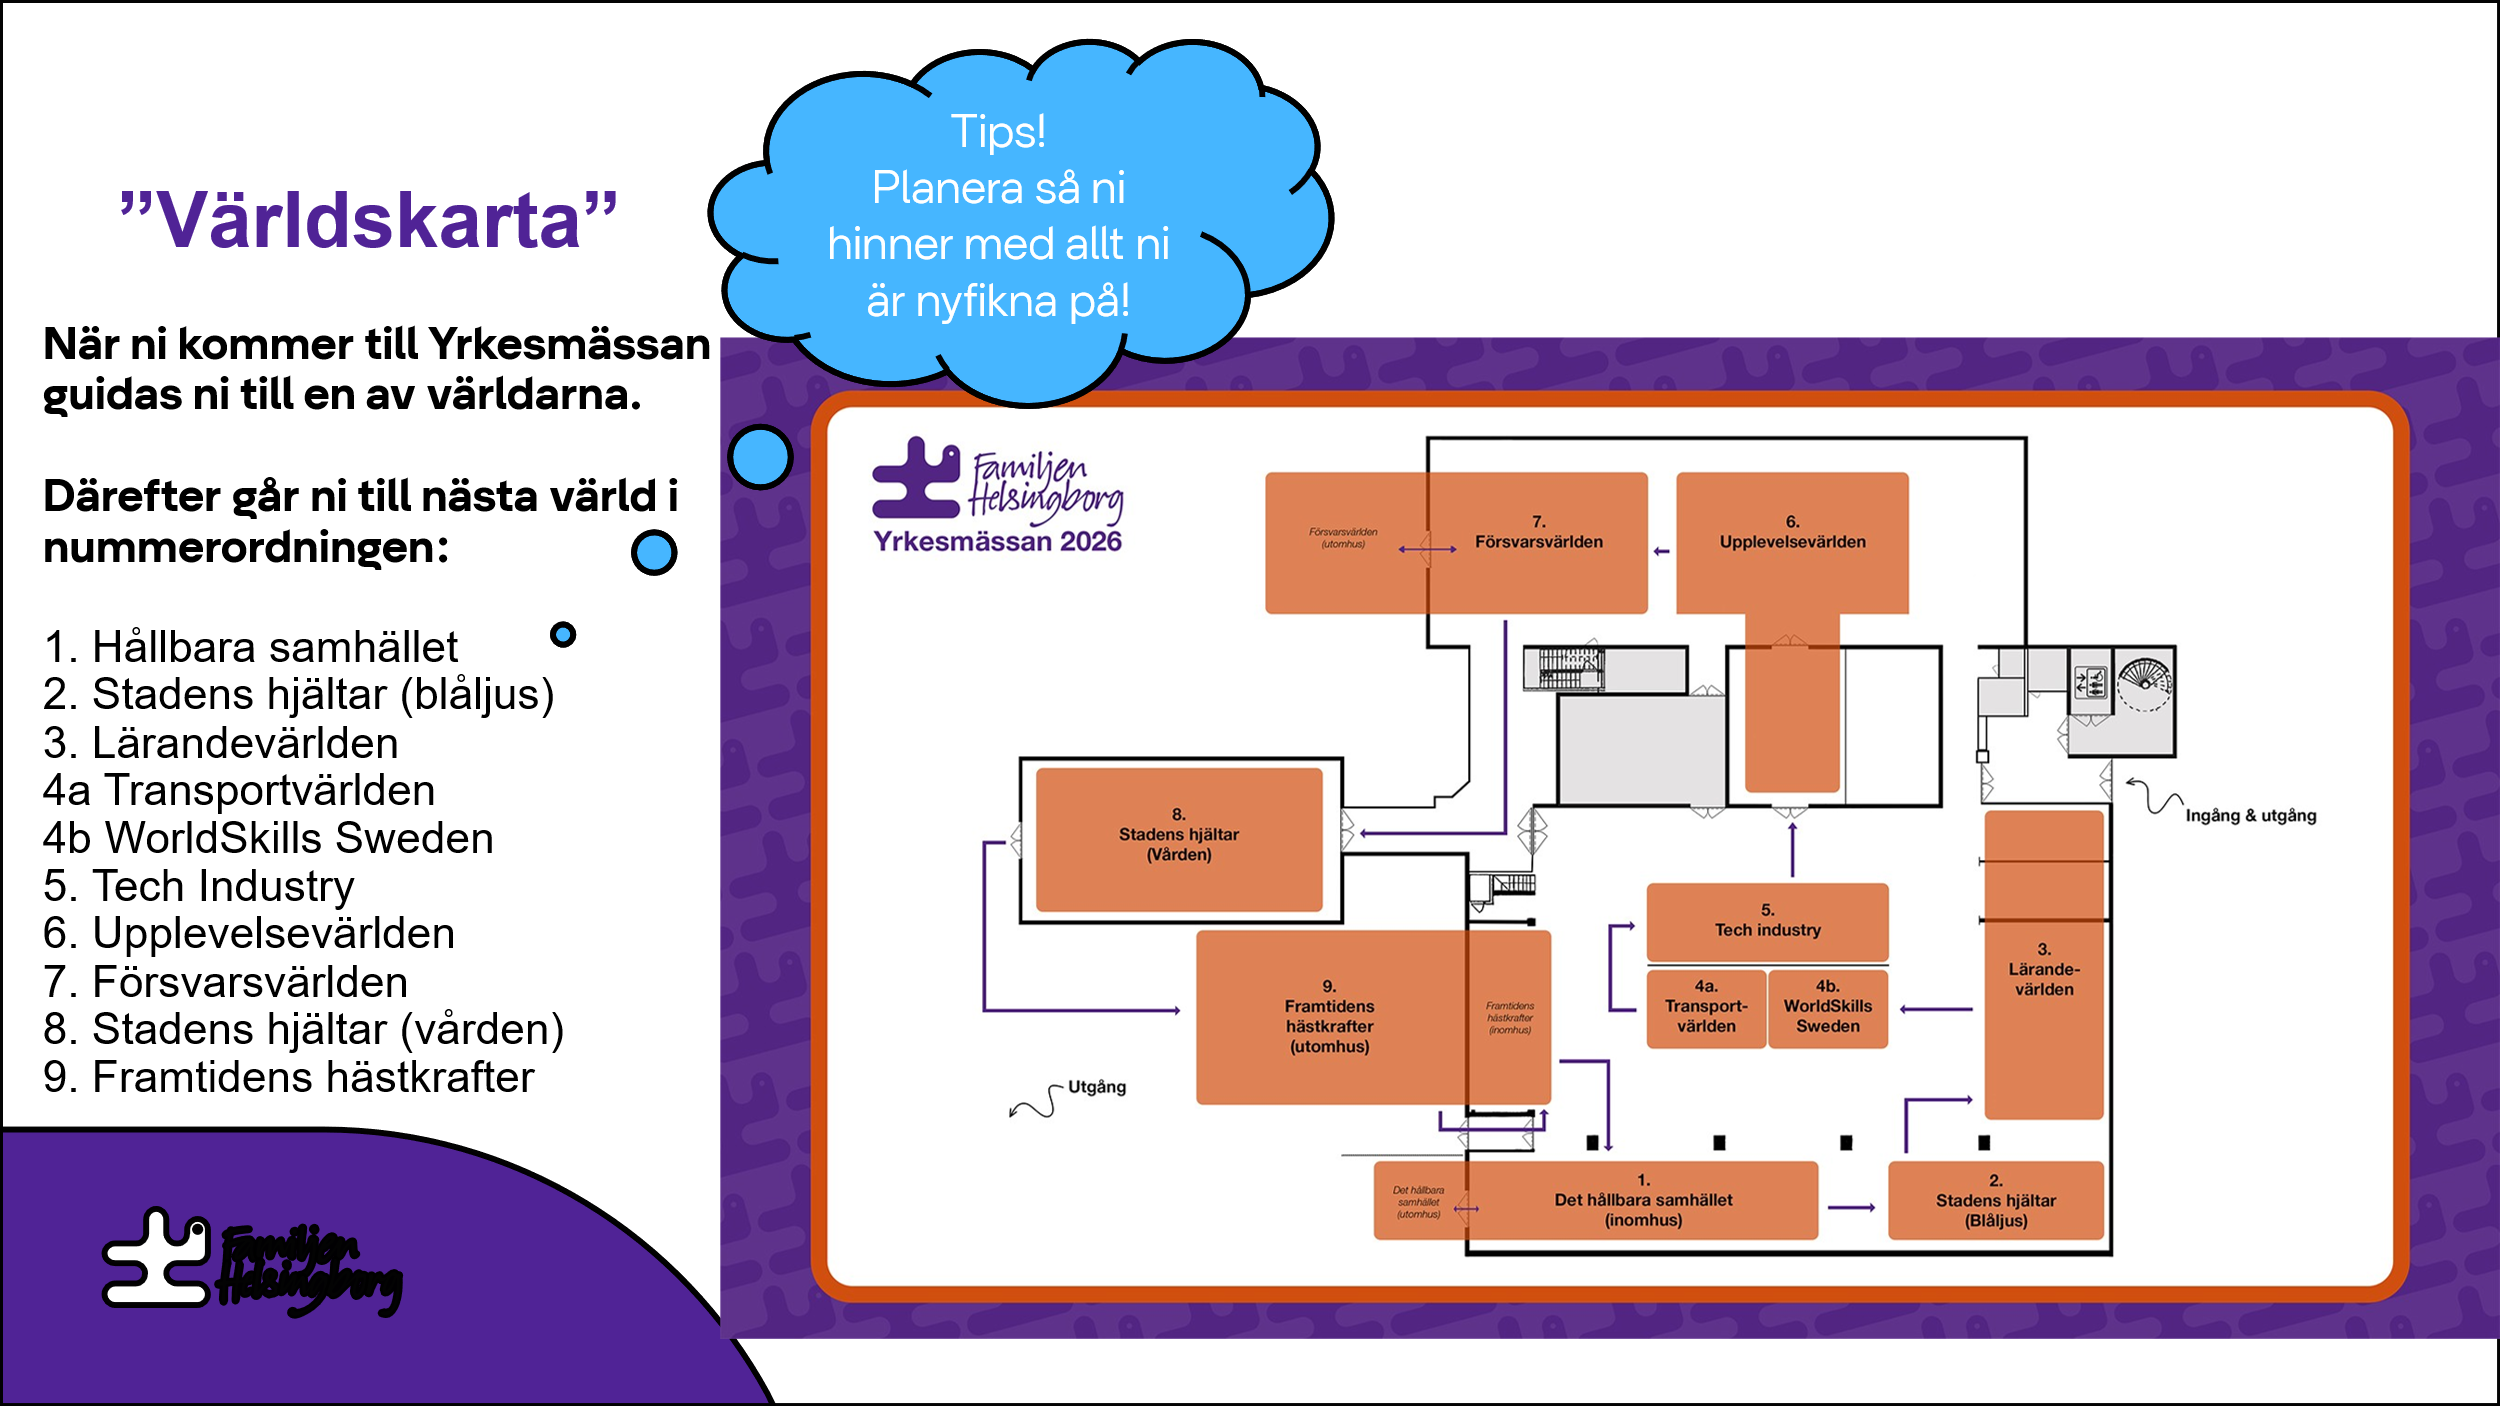 Tips!
Planera så ni
hinner med allt ni
är nyfikna på!
”Världskarta”
När ni kommer till Yrkesmässan
guidas ni till en av världarna.
Därefter går ni till nästa värld i
nummerordningen:
1. Hållbara samhället
2. Stadens hjältar (blåljus)
3. Lärandevärlden
4a Transportvärlden
4b WorldSkills Sweden
5. Tech Industry
6. Upplevelsevärlden
7. Försvarsvärlden
8. Stadens hjältar (vården)
9. Framtidens hästkrafter
Familjen
Helsingborg
Familjen
Helsingborg
Yrkesmässan 2026
Försvarsvärlden
(utomhus)
7.
Försvarsvärlden
6.
Upplevelsevärlden
8.
Stadens hjältar
(Vården)
Ingång & utgång
5.
Tech industry
4a.
Transport-
världen
4b.
WorldSkills
Sweden
3.
Lärande-
världen
9.
Framtidens
hästkrafter
(utomhus)
Framtidens
hästkrafter
(inomhus)
Utgång
Det hållbara
samhället
(utomhus)
1.
Det hållbara samhället
(inomhus)
2.
Stadens hjältar
(Blåljus)